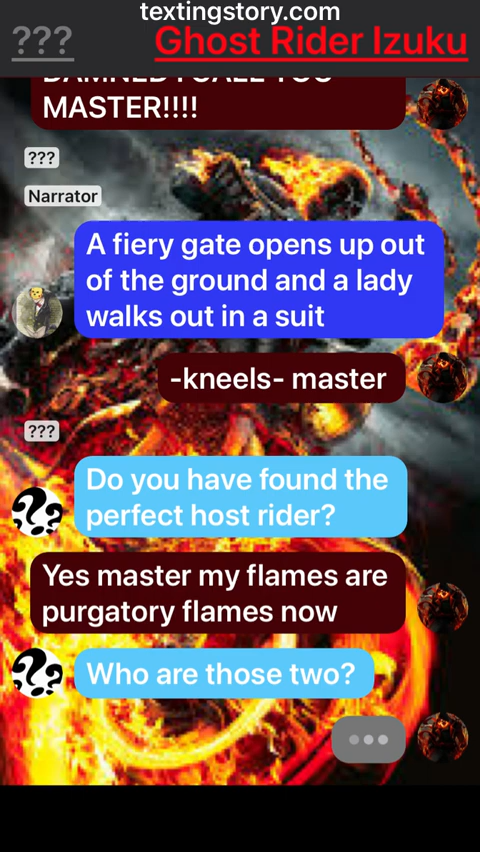 textingstory.com
??? Ghost Rider Izuku
MASTER!!!!
???
Narrator
A fiery gate opens up out
of the ground and a lady
walks out in a suit
-kneels- master
???
Do you have found the
perfect host rider?
Yes master my flames are
purgatory flames now
Who are those two?